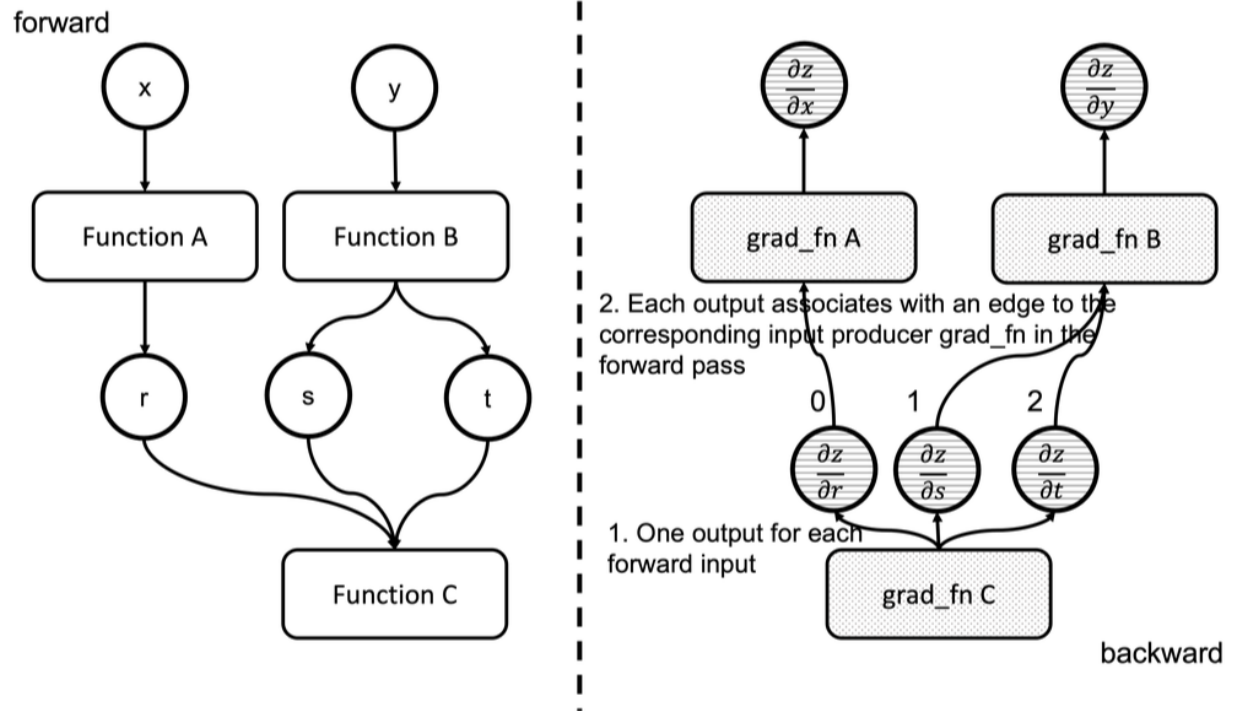 forward
x
y
Function A
Function B
r
s
t
Function C
∂z
∂x
∂z
∂y
grad_fn A
grad_fn B
2. Each output associates with an edge to the
corresponding input producer grad_fn in the
forward pass
0
1
2
∂z
∂r
∂z
∂s
∂z
∂t
1. One output for each
forward input
grad_fn C
backward